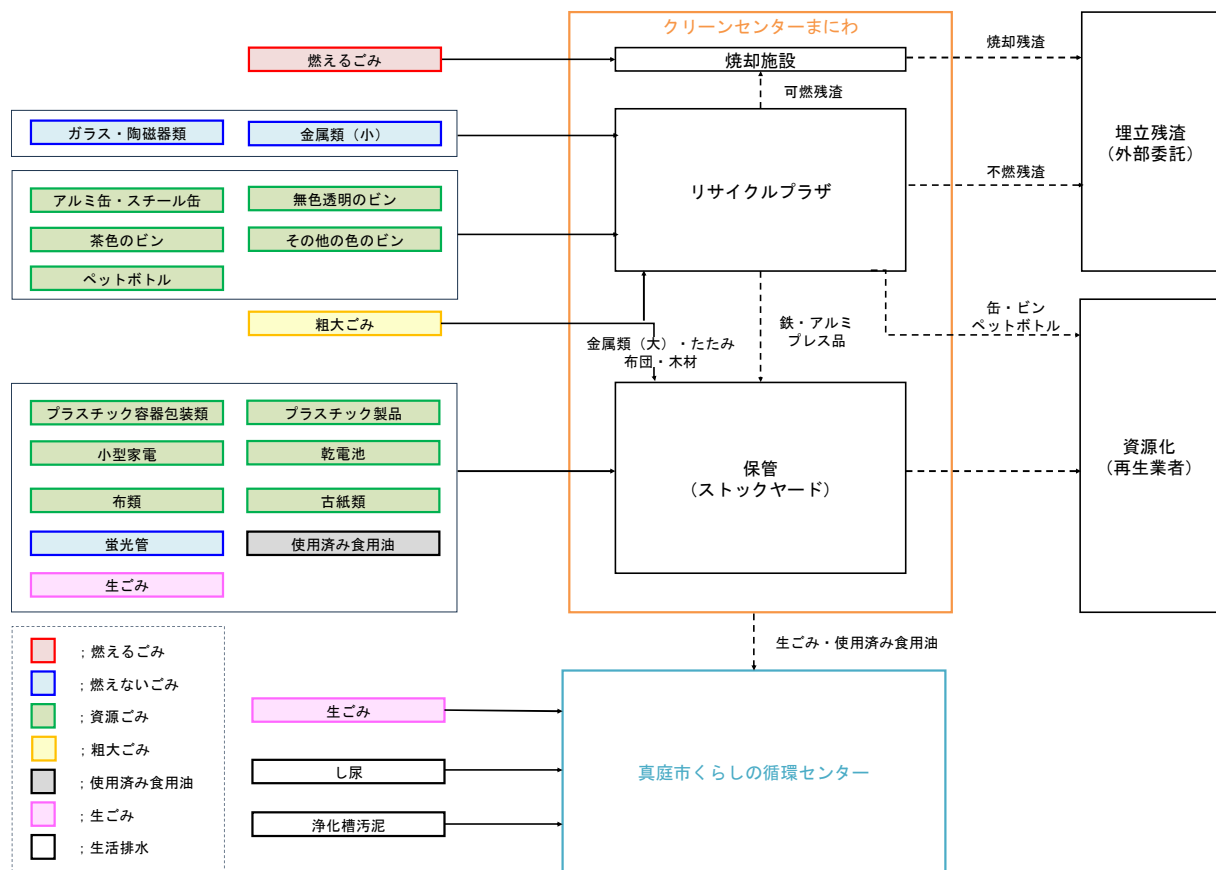 クリーンセンターまにわ
燃えるごみ
焼却施設
焼却残渣
可燃残渣
埋立残渣
（外部委託）
ガラス・陶磁器類
金属類（小）
リサイクルプラザ
不燃残渣
アルミ缶・スチール缶
無色透明のビン
茶色のビン
その他の色のビン
ペットボトル
粗大ごみ
金属類（大）・たたみ
布団・木材
鉄・アルミ
プレス品
缶・ビン
ペットボトル
プラスチック容器包装類
プラスチック製品
小型家電
乾電池
布類
古紙類
蛍光管
使用済み食用油
生ごみ
保管
（ストックヤード）
資源化
（再生業者）
生ごみ・使用済み食用油
；燃えるごみ
；燃えないごみ
；資源ごみ
；粗大ごみ
；使用済み食用油
；生ごみ
；生活排水
生ごみ
し尿
浄化槽汚泥
真庭市くらしの循環センター